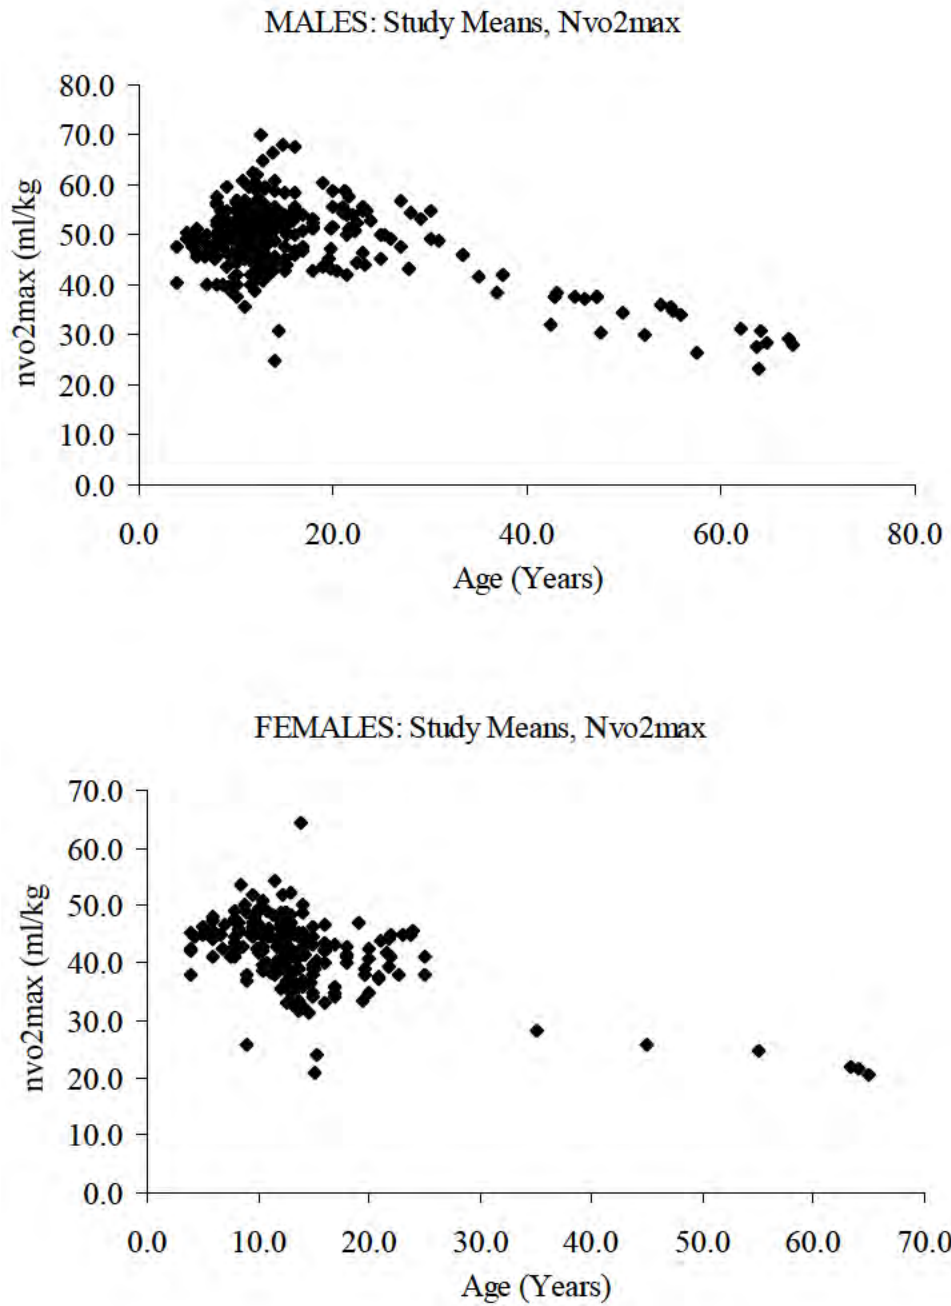 MALES: Study Means, Nvo2max
80.0
70.0
60.0
50.0
40.0
30.0
20.0
10.0
0.0
nvo2max (ml/kg
0.0 20.0 40.0 60.0 80.0
Age (Years)
FEMALES: Study Means, Nvo2max
70.0
60.0
50.0
40.0
30.0
20.0
10.0
0.0
nvo2max (ml/kg
0.0 10.0 20.0 30.0 40.0 50.0 60.0 70.0
Age (Years)